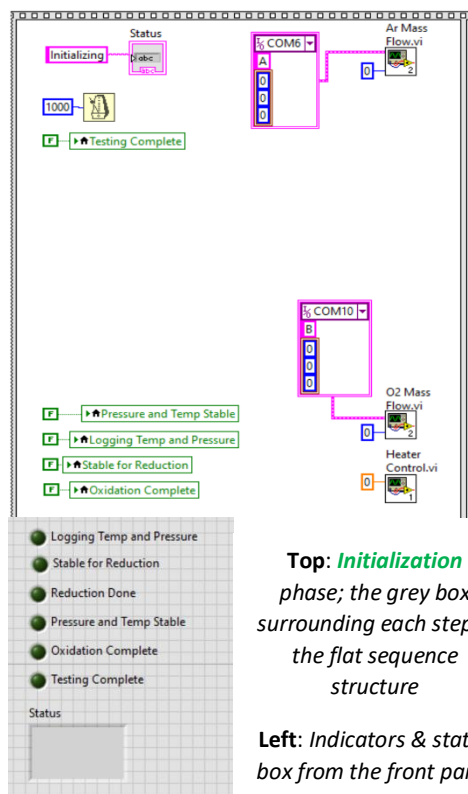 Status
Initializing
abc
abc
COM6
A
0
0
0
Ar Mass
Flow.vi
0
2
1000
F
Testing Complete
COM10
B
0
0
0
O2 Mass
Flow.vi
0
2
F
Pressure and Temp Stable
F
Logging Temp and Pressure
F
Stable for Reduction
F
Oxidation Complete
Heater
Control.vi
0
1
Logging Temp and Pressure
Stable for Reduction
Reduction Done
Pressure and Temp Stable
Oxidation Complete
Testing Complete
Status
Top: Initialization
phase; the grey box
surrounding each step
the flat sequence
structure
Left: Indicators &
box from the front